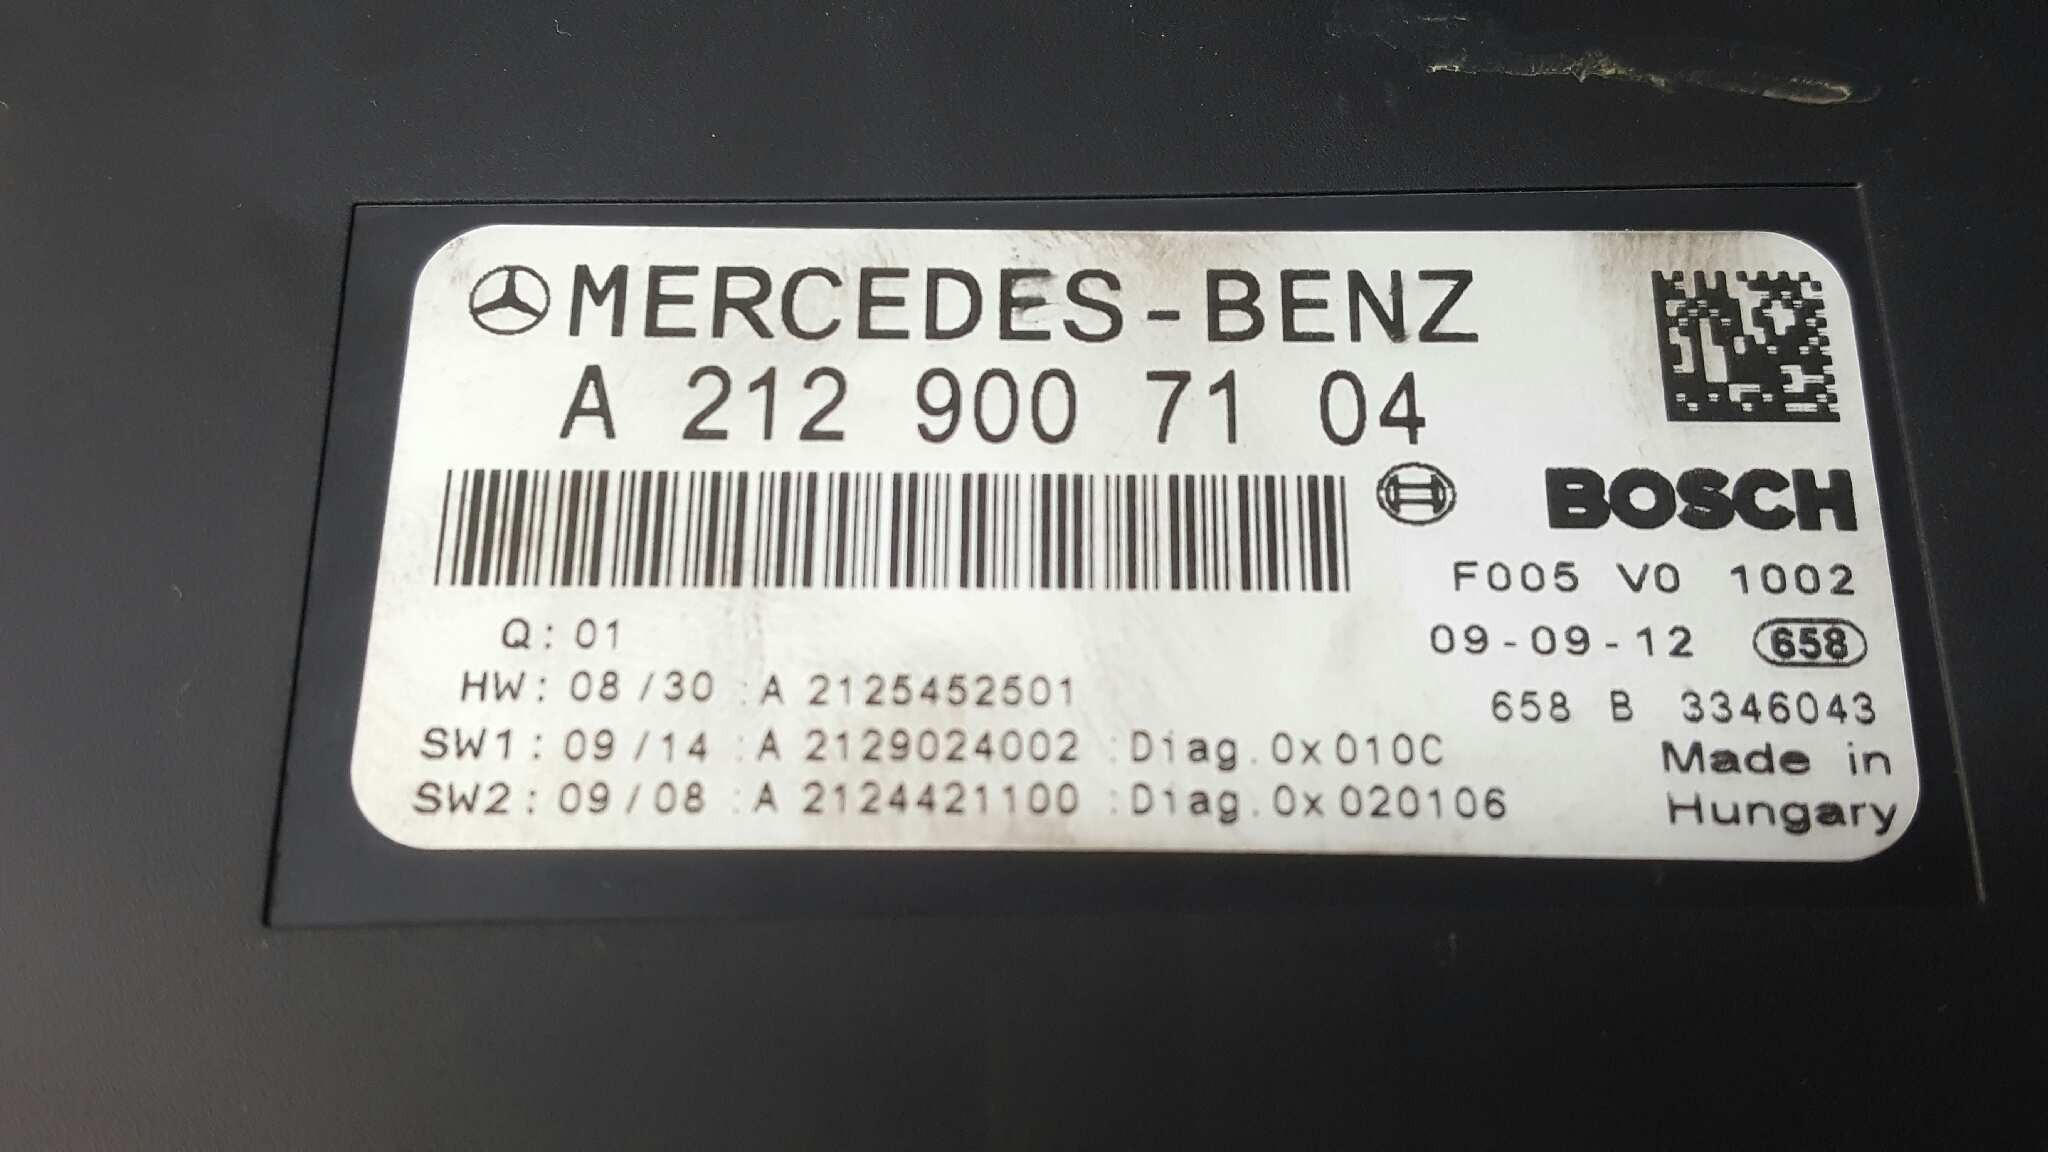 MERCEDES-BENZ
A 212 900 71 04
BOSCH
F005 V0 1002
Q: 01
09-09-12 658
HW: 08/30 :A 2125452501
658 B 3346043
SW1: 09/14 :A 2129024002 :Diag.0x010C
Made in
SW2: 09/08 :A 2124421100 :Diag.0x020106
Hungary